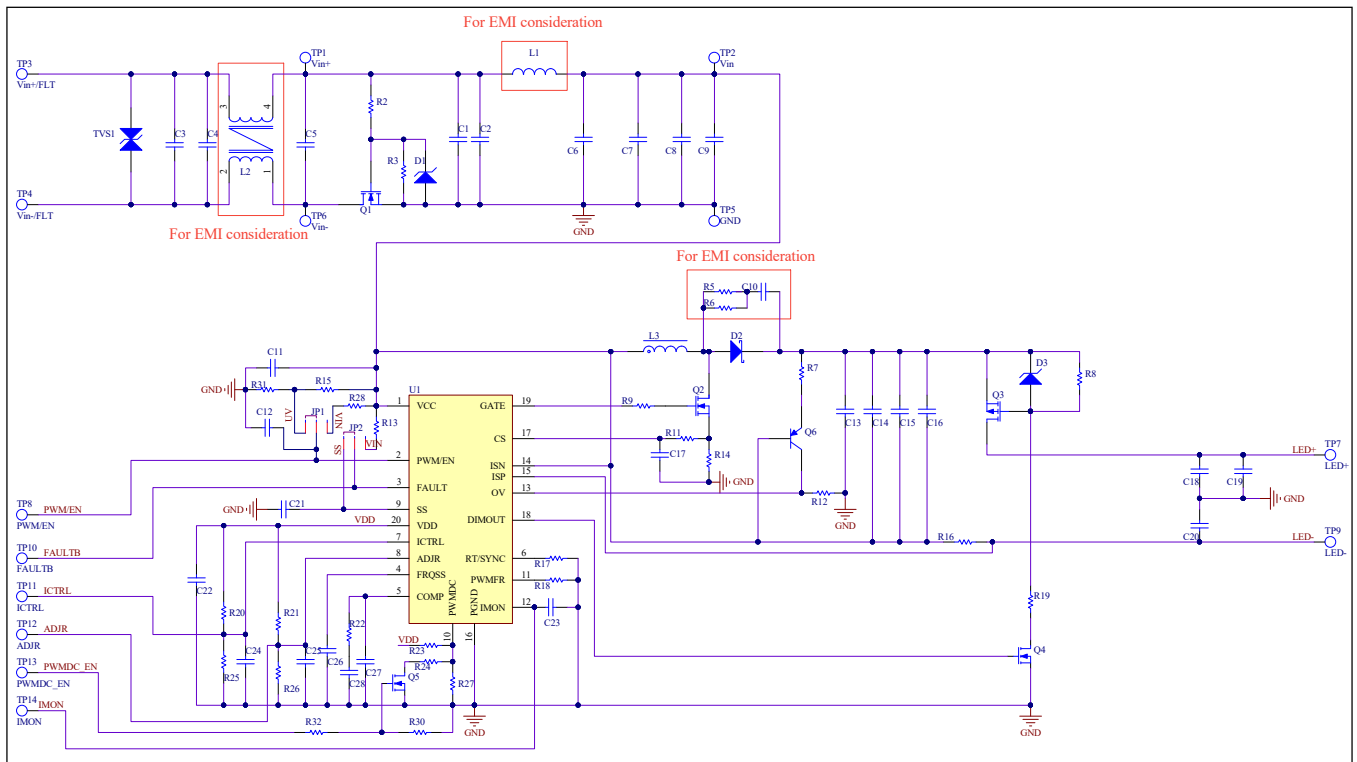 For EMI consideration
TP3
Vin+/FLT
TP1
Vin+
L1
TP2
Vin
3
4
R2
TVS1
C3
C4
C5
R3
D1
C1
C2
C6
C7
C8
C9
L2
2
1
TP4
Vin-/FLT
TP6
Vin-
Q1
GND
TP5
GND
For EMI consideration
For EMI consideration
R5
C10
R6
L3
D2
C11
GND
R31
R15
R28
C12
UV
JP1
VIN
R13
JP2
SS
VIN
U1
1
VCC
GATE
19
R9
Q2
R7
D3
R8
Q3
CS
17
R11
C17
R14
GND
Q6
C13
C14
C15
C16
2
PWM/EN
ISN
14
ISP
15
3
FAULT
OV
13
R12
GND
LED+
TP7
LED+
C18
C19
GND
C20
LED-
TP9
LED-
R16
TP8
PWM/EN
PWM/EN
GND
C21
9
SS
DIMOUT
18
VDD
20
VDD
TP10
FAULTB
FAULTB
7
ICTRL
8
ADJR
RT/SYNC
6
R17
4
FRQSS
PWMFR
11
R18
5
COMP
IMON
12
C23
PWMDC
PGND
10
16
TP11
ICTRL
ICTRL
C22
R20
R21
R22
VDD
R23
R24
R19
Q4
TP12
ADJR
ADJR
C24
C25
C26
C27
C28
R25
R26
Q5
R27
TP13
PWMDC_EN
PWMDC_EN
TP14
IMON
IMON
R32
R30
GND
GND